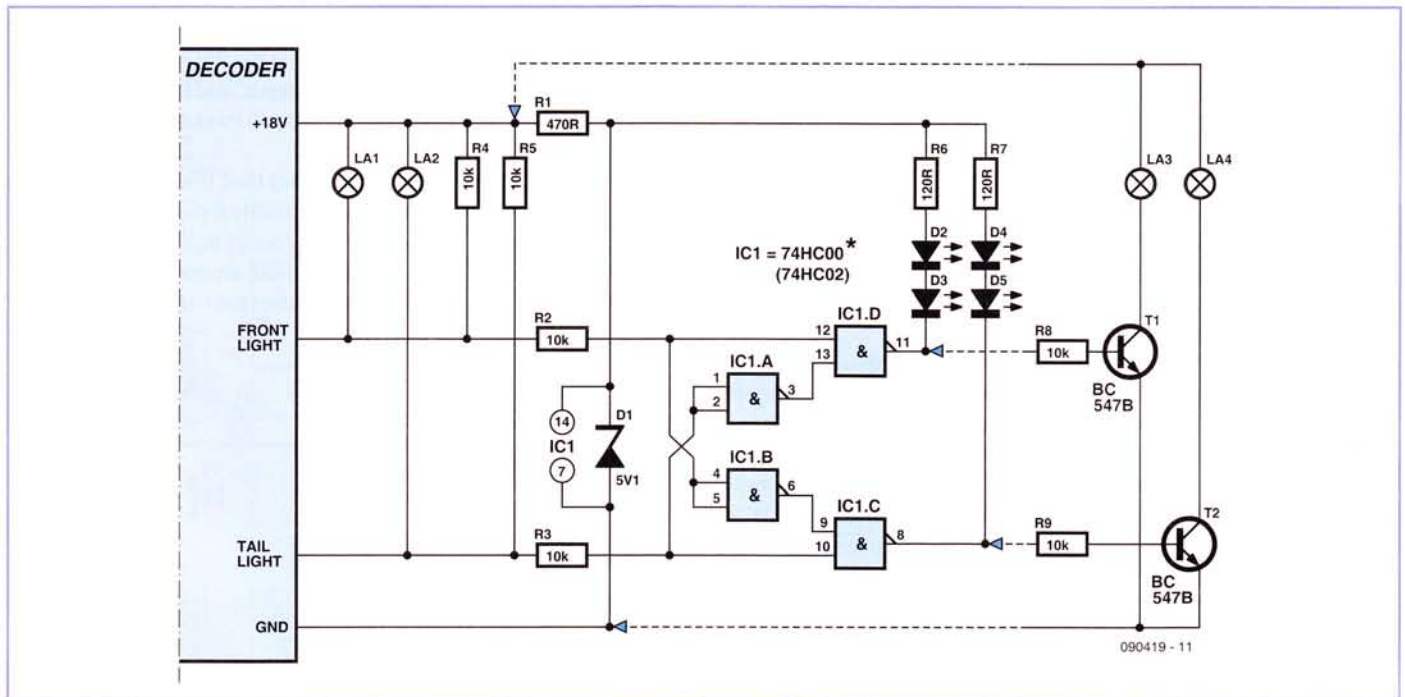 DECODER
+18V
LA1
LA2
R4
10k
R5
10k
R1
470R
R6
120R
R7
120R
LA3
LA4
D2
D4
D3
D5
IC1 = 74HC00*
(74HC02)
FRONT
LIGHT
R2
10k
IC1.D
12
13
&
11
R8
10k
T1
BC
547B
IC1.A
1
2
&
3
14
IC1
7
D1
5V1
IC1.B
4
5
&
6
IC1.C
9
10
&
8
R9
10k
T2
BC
547B
TAIL
LIGHT
R3
10k
GND
090419 - 11